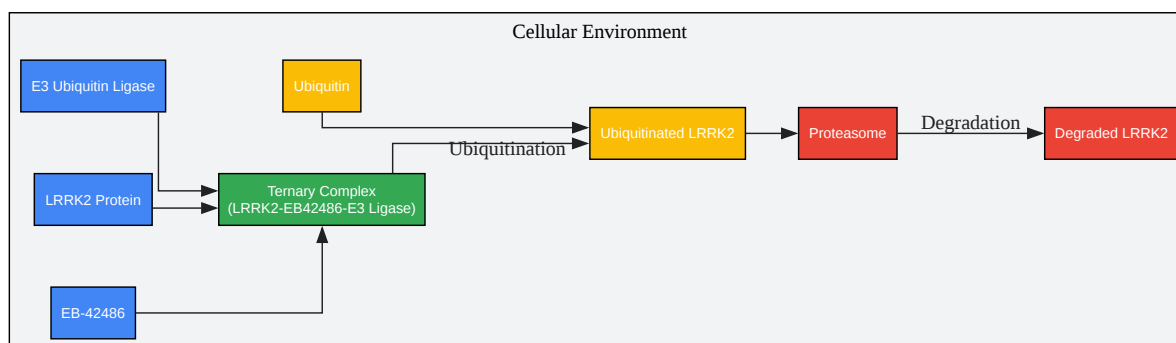 Cellular Environment
E3 Ubiquitin Ligase
Ubiquitin
Ubiquitinated LRRK2
Proteasome
Degradation
Degraded LRRK2
Ubiquitination
LRRK2 Protein
Ternary Complex
(LRRK2-EB42486-E3 Ligase)
EB-42486